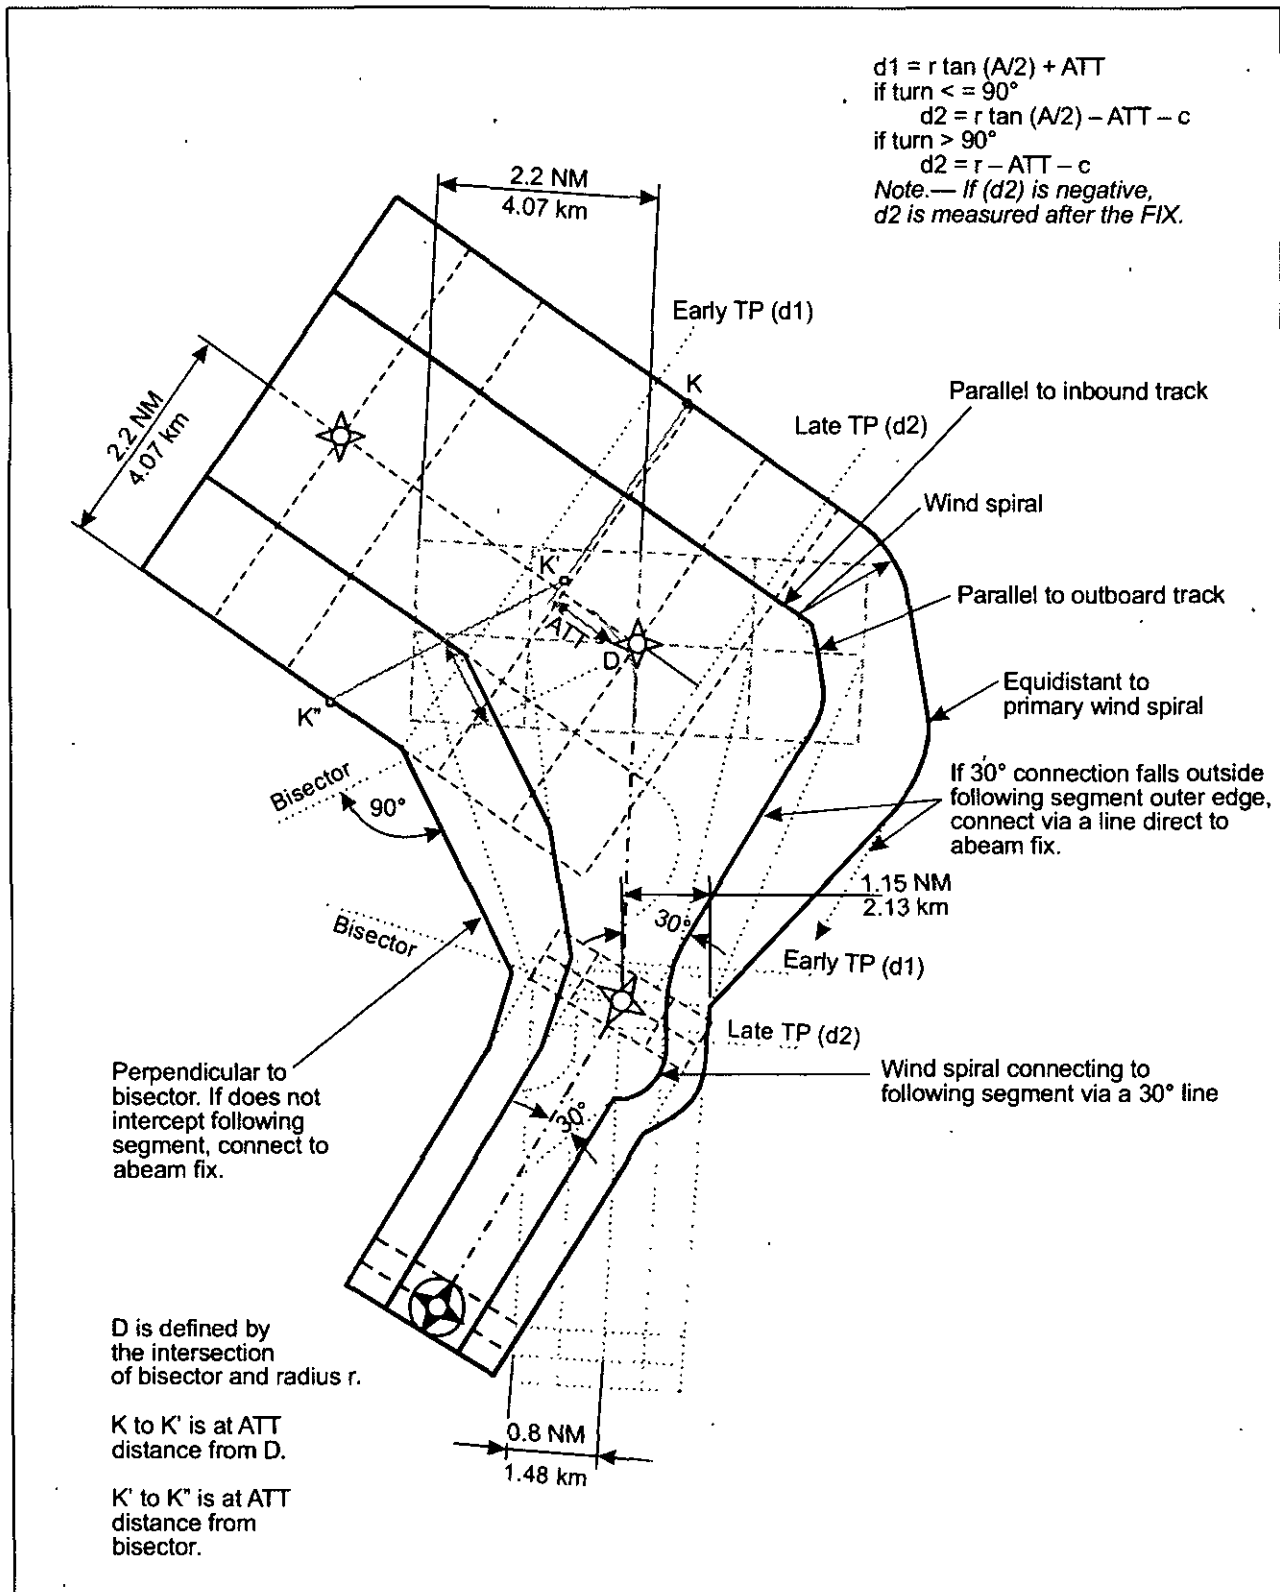 d1 = r tan (A/2) + ATT
if turn < = 90°
d2 = r tan (A/2) – ATT – c
if turn > 90°
d2 = r – ATT – c
Note.— If (d2) is negative,
d2 is measured after the FIX.
2.2 NM
4.07 km
Early TP (d1)
K
Parallel to inbound track
Late TP (d2)
2.2 NM
4.07 km
Wind spiral
K'
Parallel to outboard track
ATT
D
K"
Equidistant to
primary wind spiral
Bisector
90°
If 30° connection falls outside
following segment outer edge,
connect via a line direct to
abeam fix.
1.15 NM
2.13 km
30°
Bisector
Early TP (d1)
Late TP (d2)
Perpendicular to
bisector. If does not
intercept following
segment, connect to
abeam fix.
Wind spiral connecting to
following segment via a 30° line
30°
D is defined by
the intersection
of bisector and radius r.
K to K' is at ATT
distance from D.
K' to K" is at ATT
distance from
bisector.
0.8 NM
1.48 km